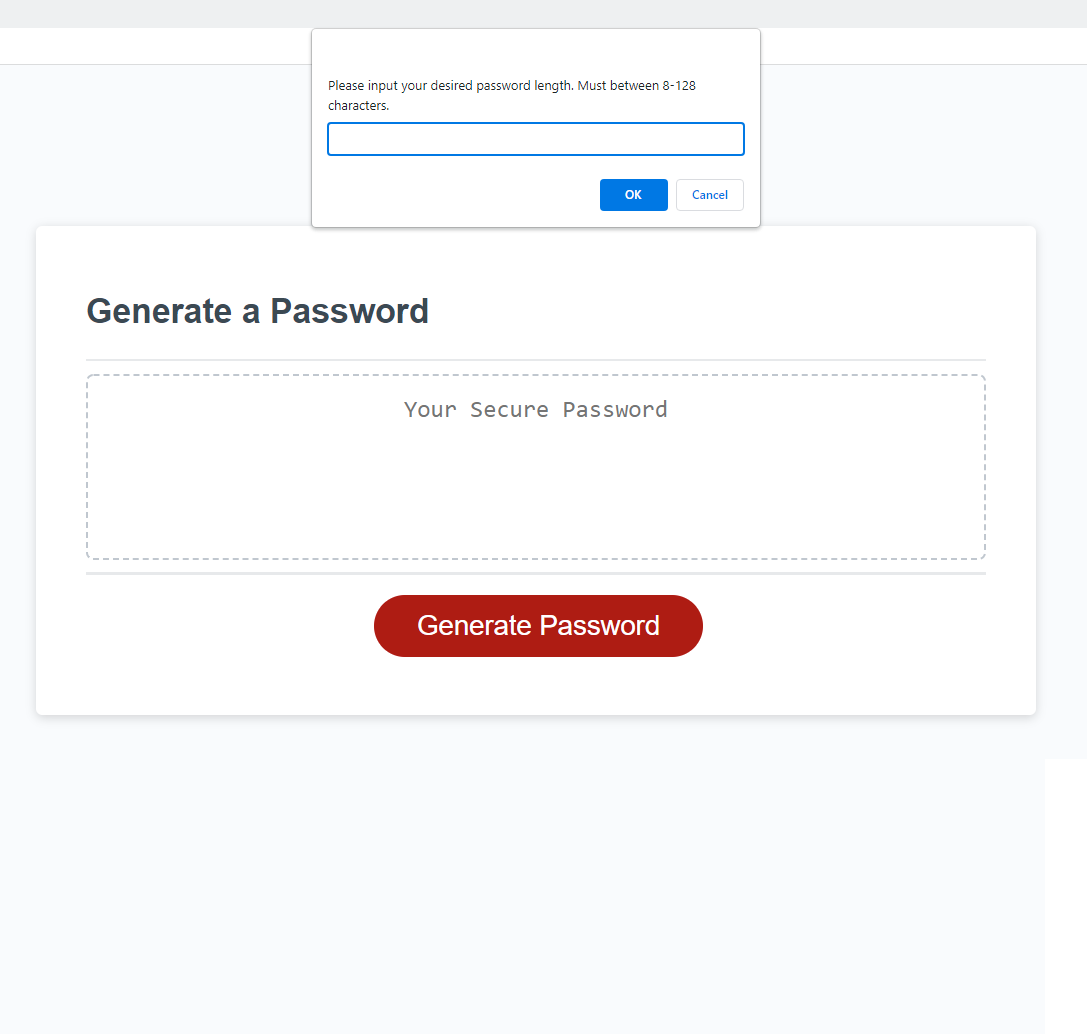 Please input your desired password length. Must between 8-128
characters.
OK
Cancel
Generate a Password
Your Secure Password
Generate Password